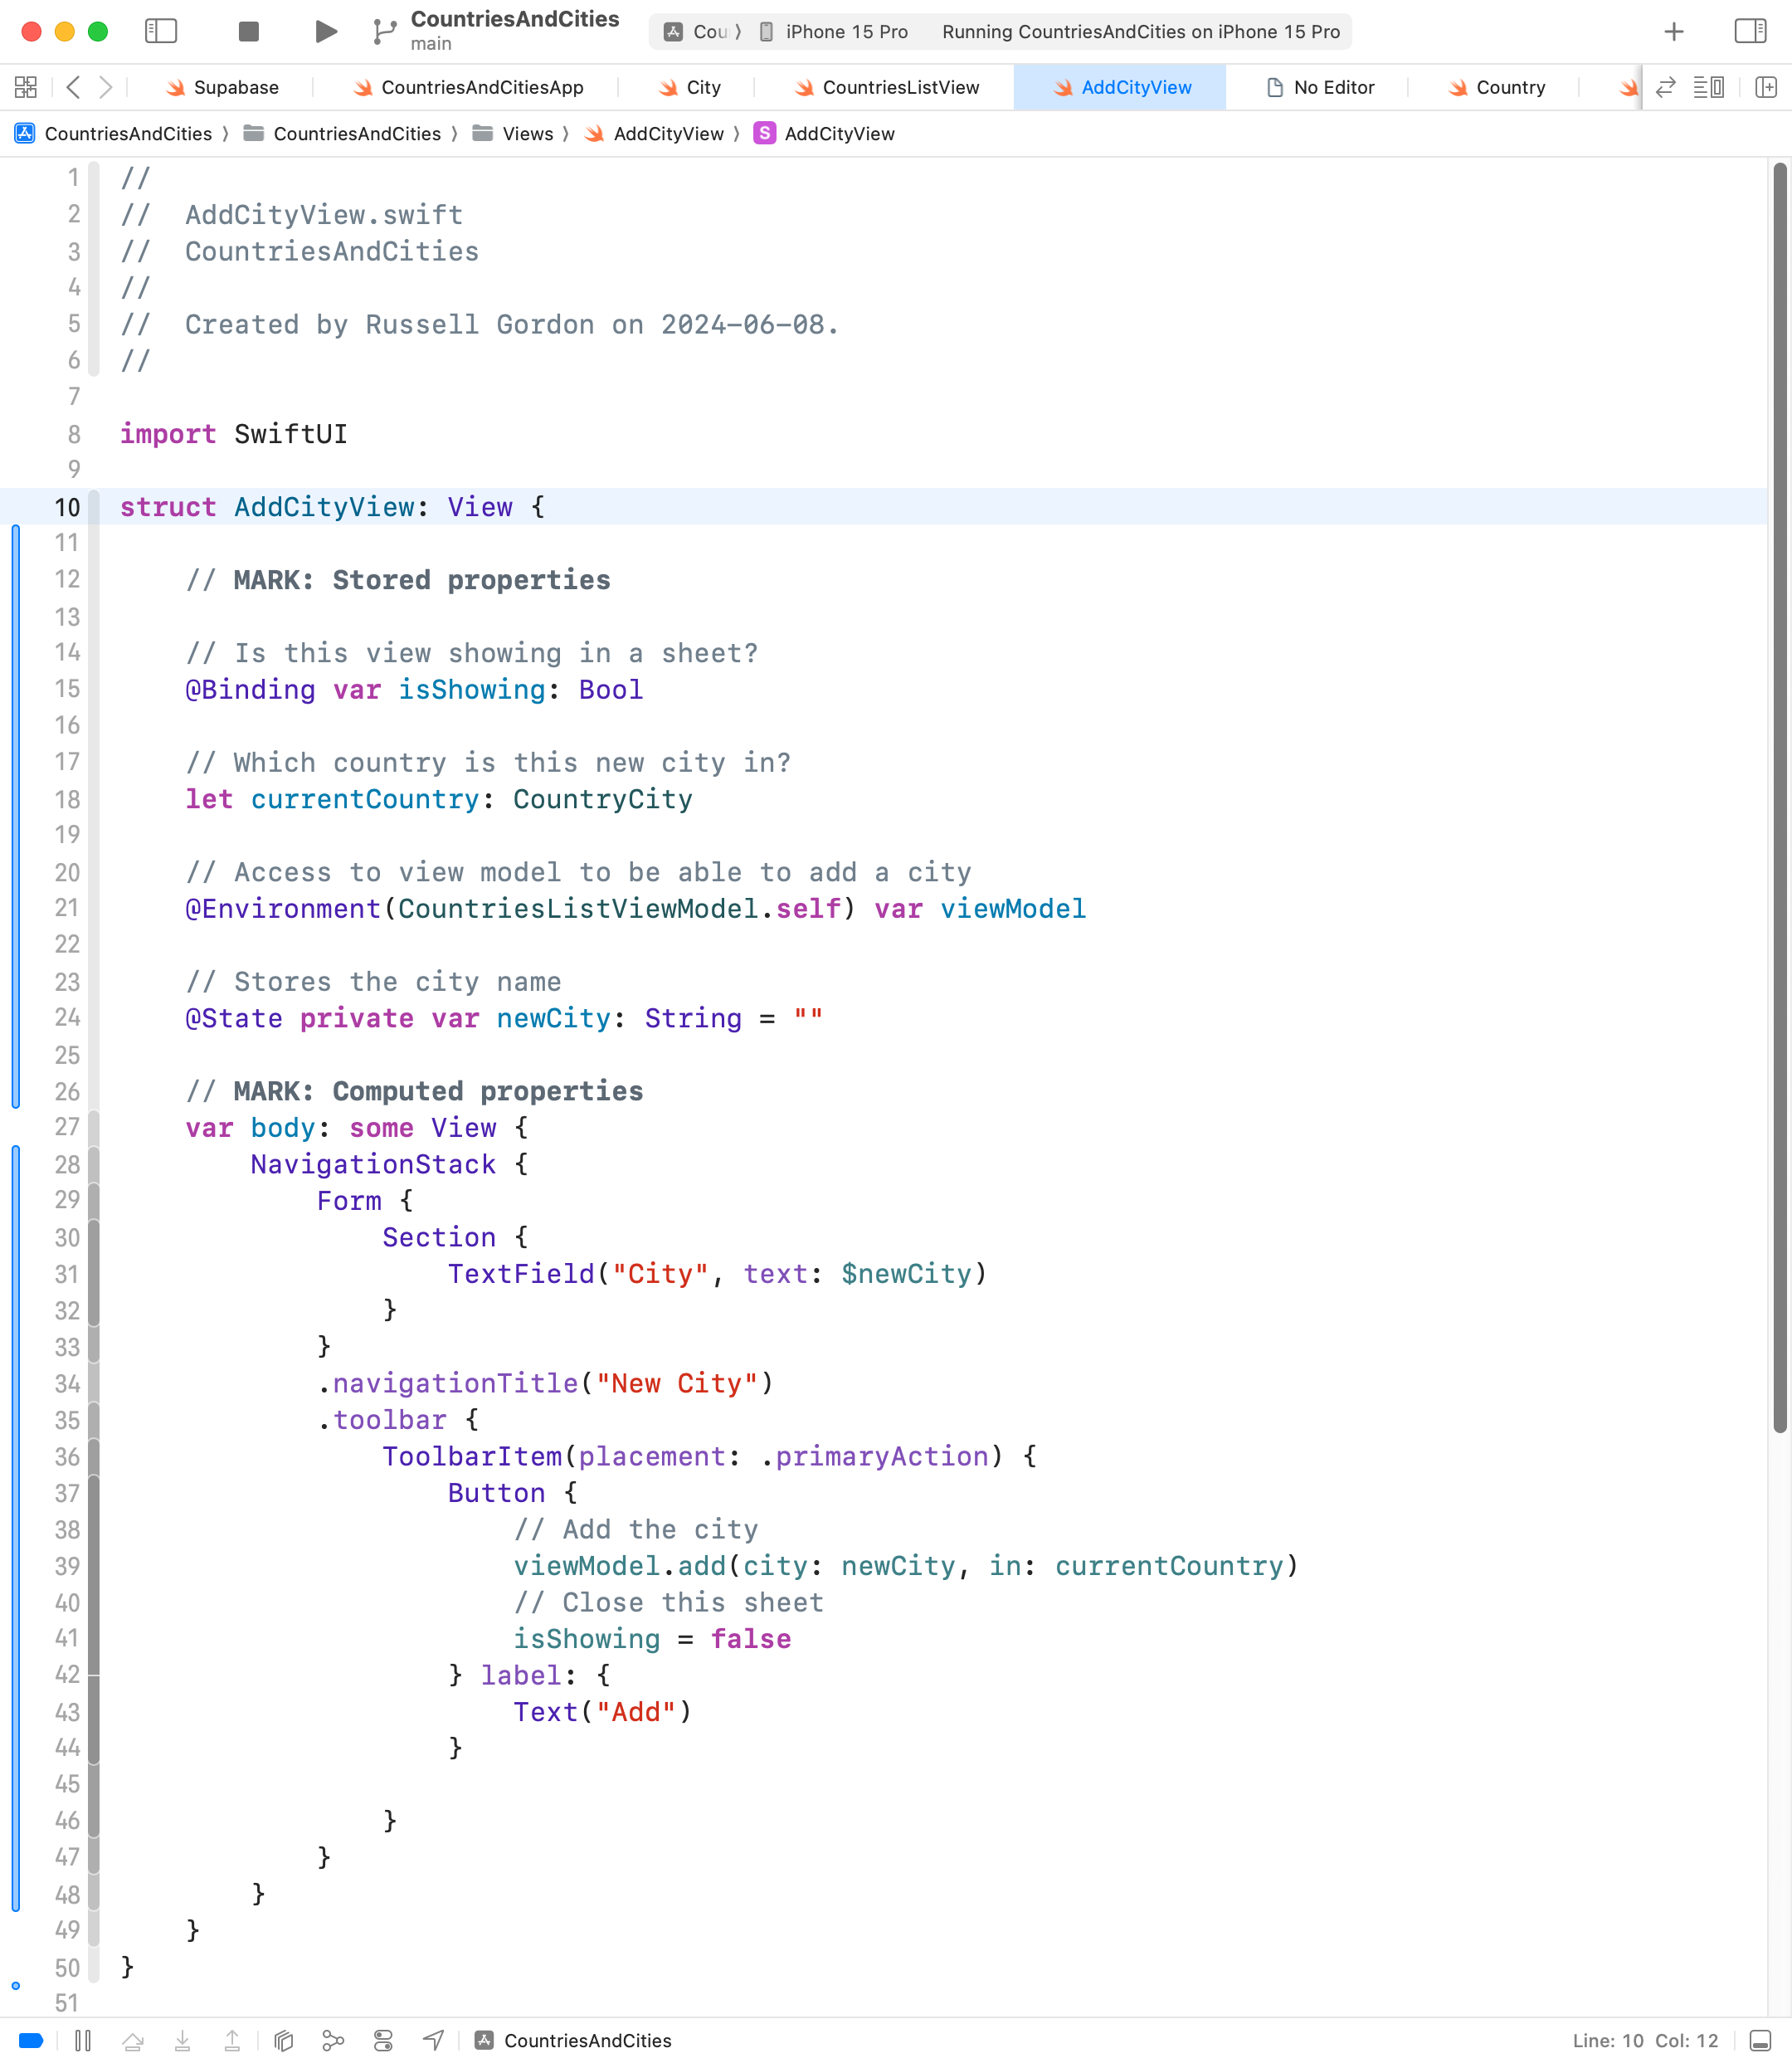 CountriesAndCities
main
Cou
iPhone 15 Pro
Running CountriesAndCities on iPhone 15 Pro
Supabase
CountriesAndCitiesApp
City
CountriesListView
AddCityView
No Editor
Country
CountriesAndCities 〉 CountriesAndCities 〉 Views 〉 AddCityView 〉 S AddCityView
1 //
2 //  AddCityView.swift
3 //  CountriesAndCities
4 //
5 //  Created by Russell Gordon on 2024-06-08.
6 //
7
8 import SwiftUI
9
10 struct AddCityView: View {
11
12     // MARK: Stored properties
13
14     // Is this view showing in a sheet?
15     @Binding var isShowing: Bool
16
17     // Which country is this new city in?
18     let currentCountry: CountryCity
19
20     // Access to view model to be able to add a city
21     @Environment(CountriesListViewModel.self) var viewModel
22
23     // Stores the city name
24     @State private var newCity: String = ""
25
26     // MARK: Computed properties
27     var body: some View {
28         NavigationStack {
29             Form {
30                 Section {
31                     TextField("City", text: $newCity)
32                 }
33             }
34             .navigationTitle("New City")
35             .toolbar {
36                 ToolbarItem(placement: .primaryAction) {
37                     Button {
38                         // Add the city
39                         viewModel.add(city: newCity, in: currentCountry)
40                         // Close this sheet
41                         isShowing = false
42                     } label: {
43                         Text("Add")
44                     }
45
46                 }
47             }
48         }
49     }
50 }
51
CountriesAndCities
Line: 10  Col: 12